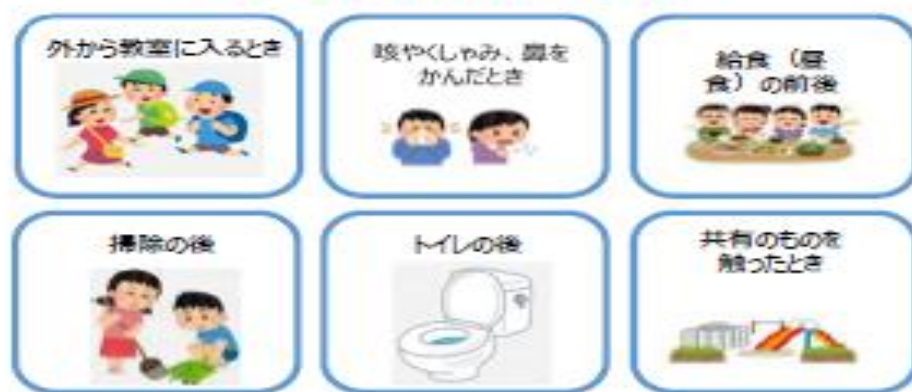 外から教室に入るとき
咳やくしゃみ、鼻を
かんだとき
給食（昼
食）の前後
掃除の後
トイレの後
共有のものを
触ったとき